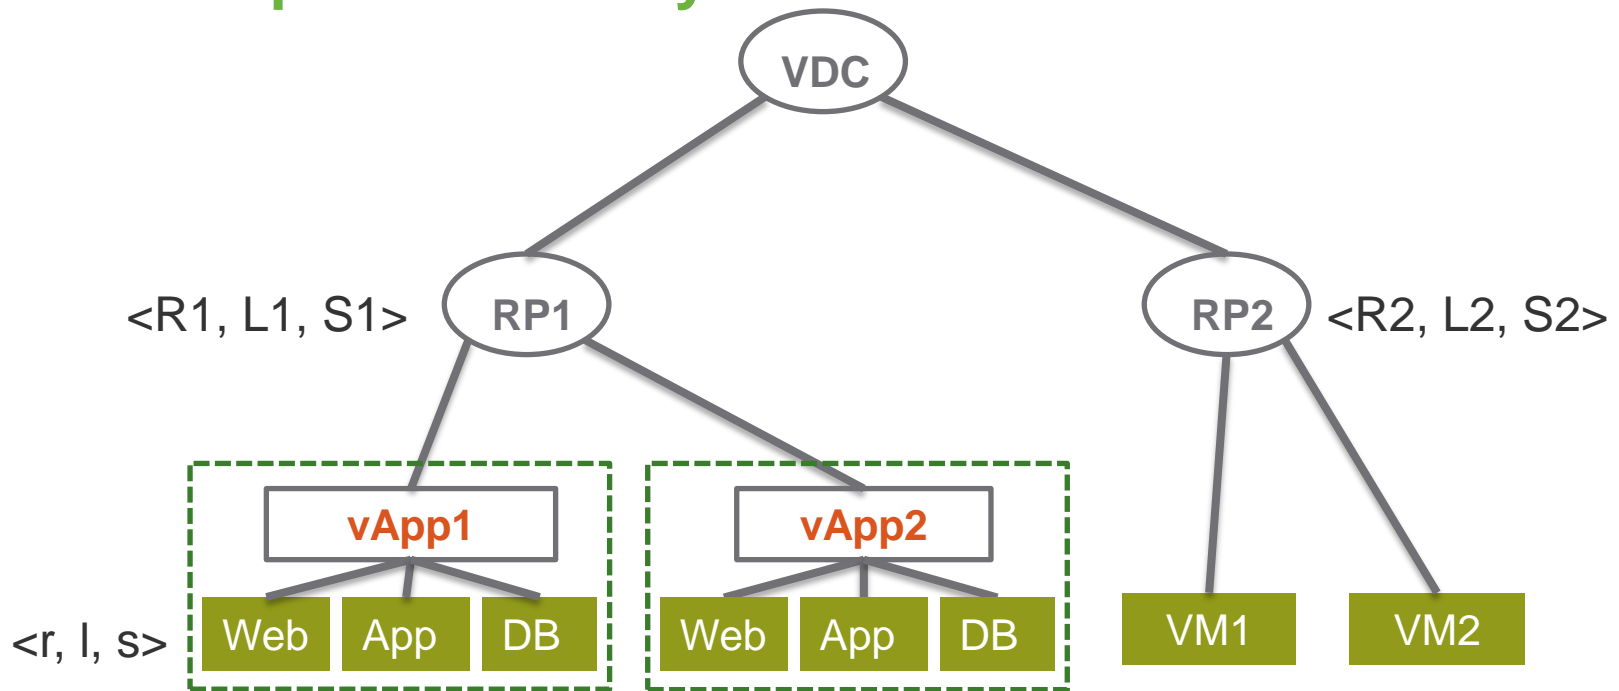 VDC
<R1, L1, S1>
RP1
RP2
<R2, L2, S2>
vApp1
vApp2
<r, l, s>
Web
App
DB
Web
App
DB
VM1
VM2